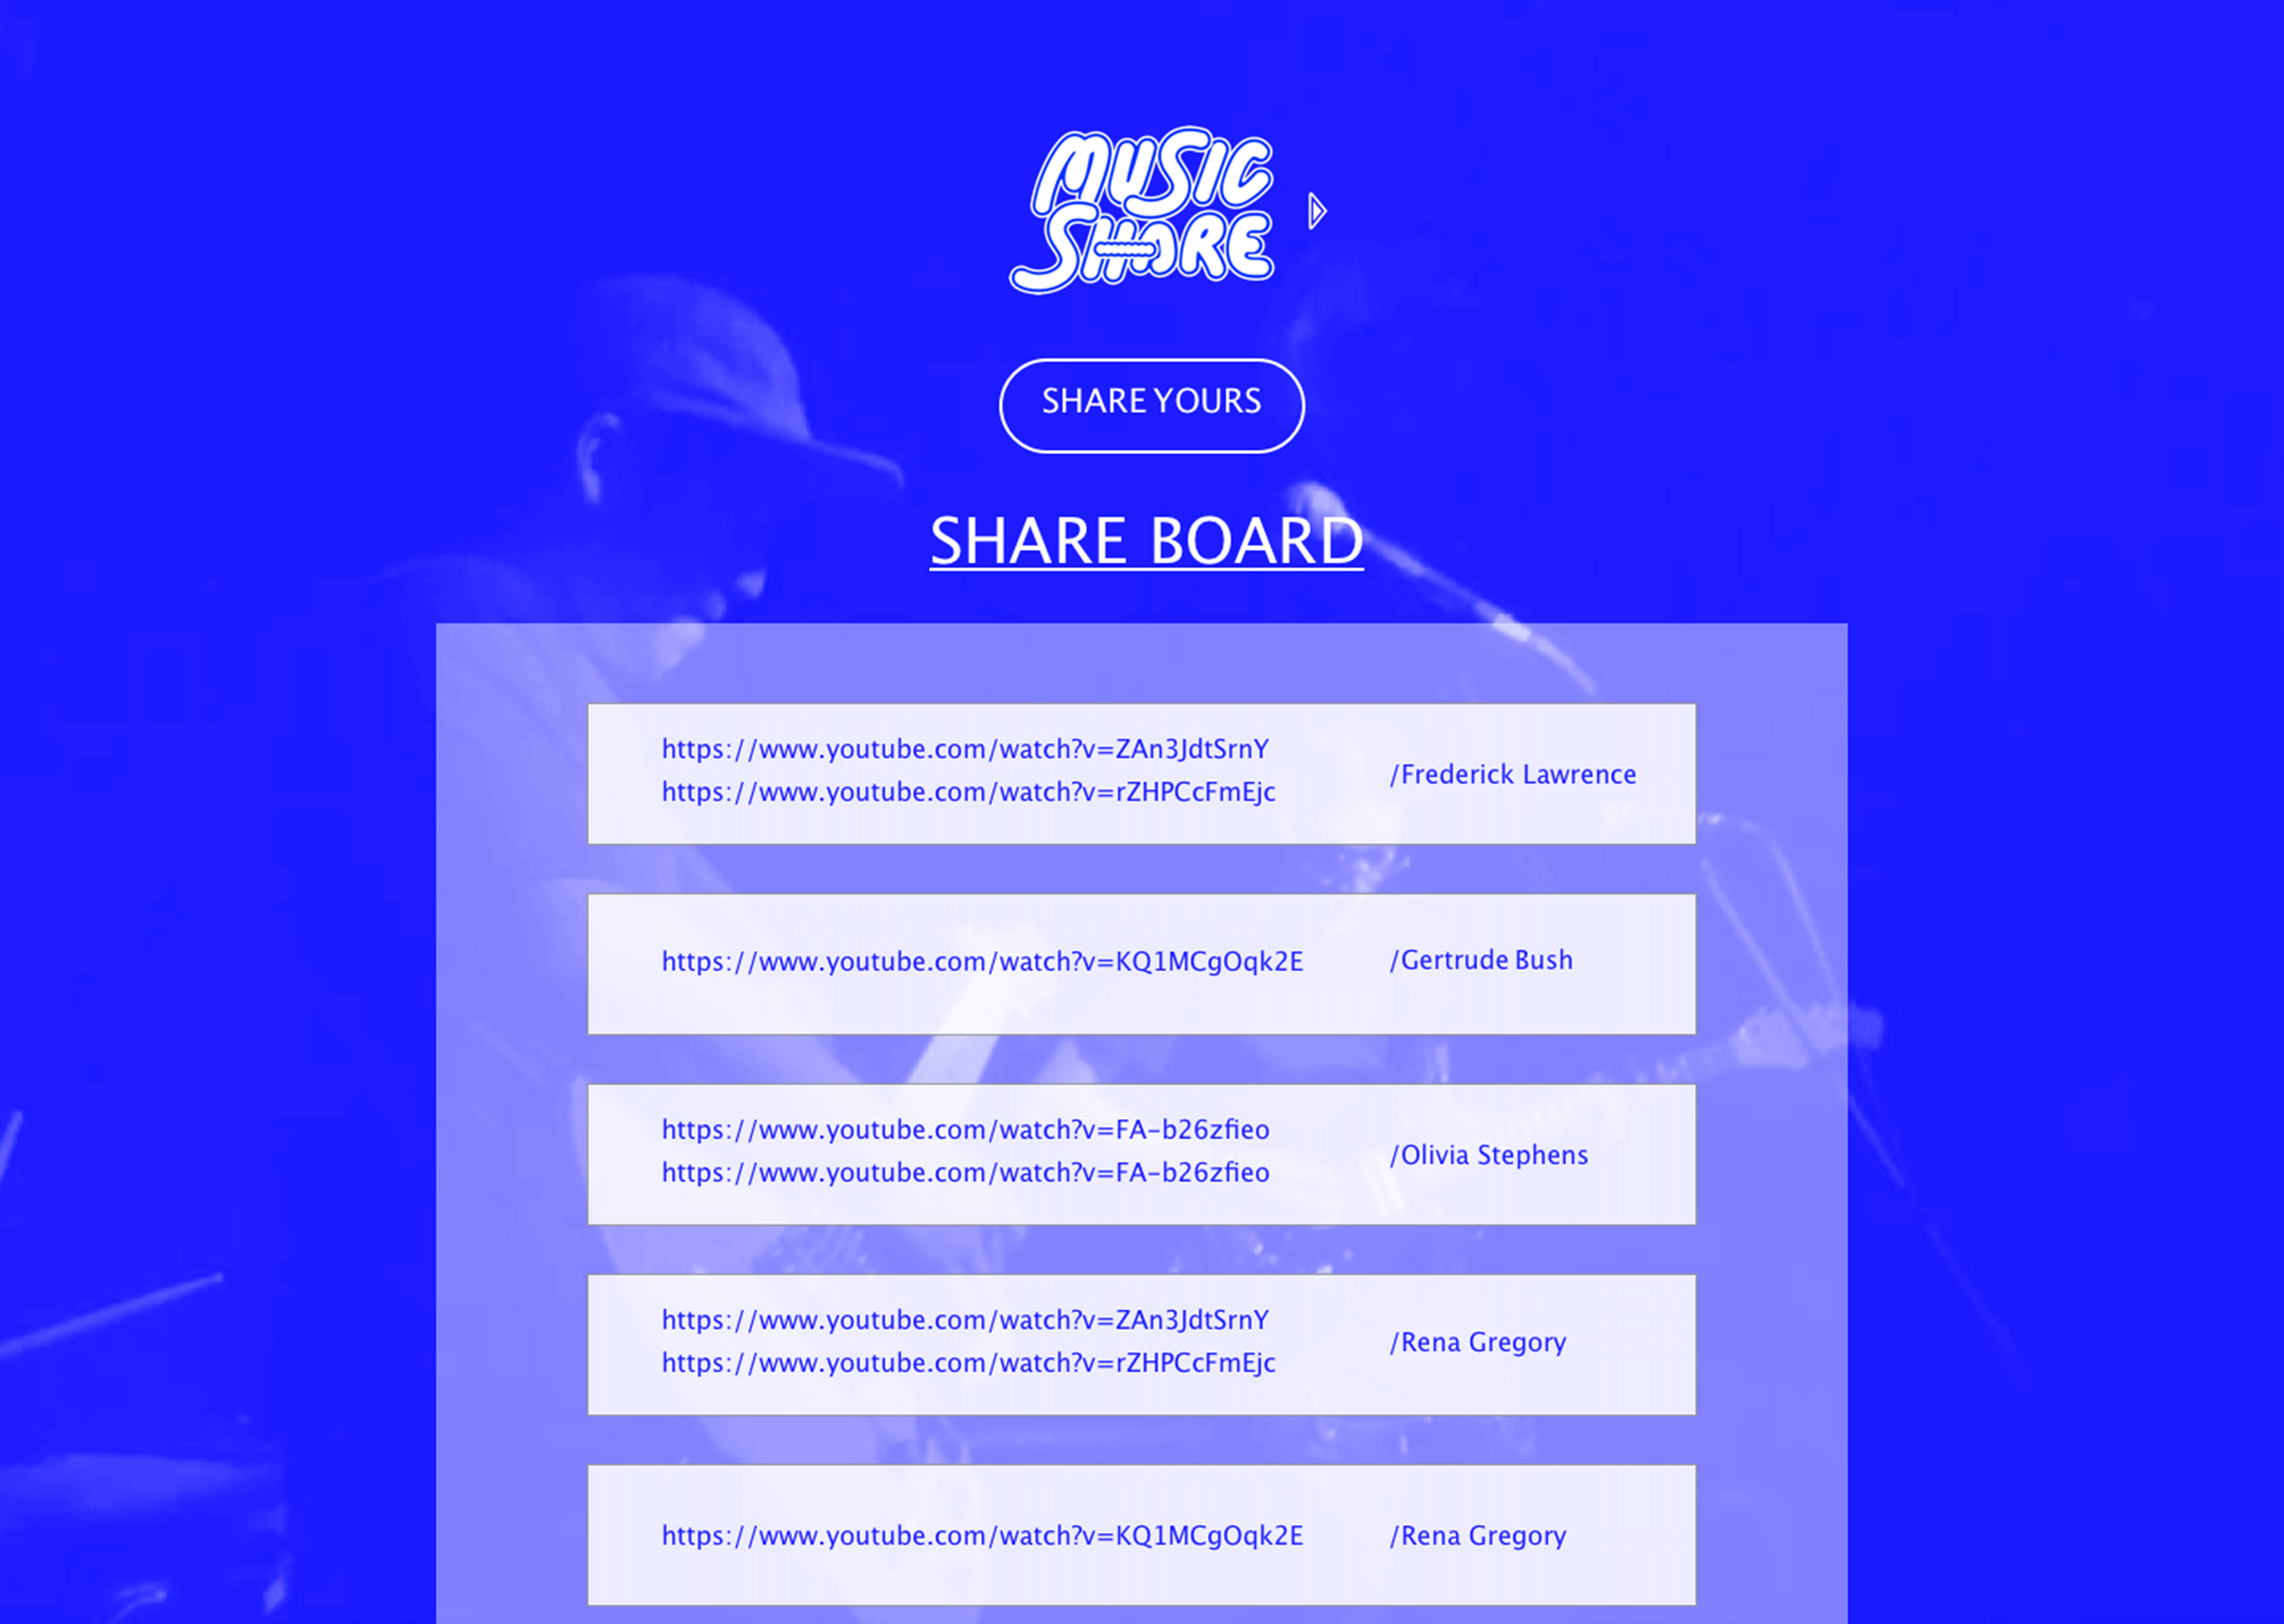 MUSIC
SHARE
SHARE YOURS
SHARE BOARD
https://www.youtube.com/watch?v=ZAn3JdtSrnY
https://www.youtube.com/watch?v=rZHPCcFmEjc
/Frederick Lawrence
https://www.youtube.com/watch?v=KQ1MCgOqk2E
/Gertrude Bush
https://www.youtube.com/watch?v=FA-b26zfieo
https://www.youtube.com/watch?v=FA-b26zfieo
/Olivia Stephens
https://www.youtube.com/watch?v=ZAn3JdtSrnY
https://www.youtube.com/watch?v=rZHPCcFmEjc
/Rena Gregory
https://www.youtube.com/watch?v=KQ1MCgOqk2E
/Rena Gregory